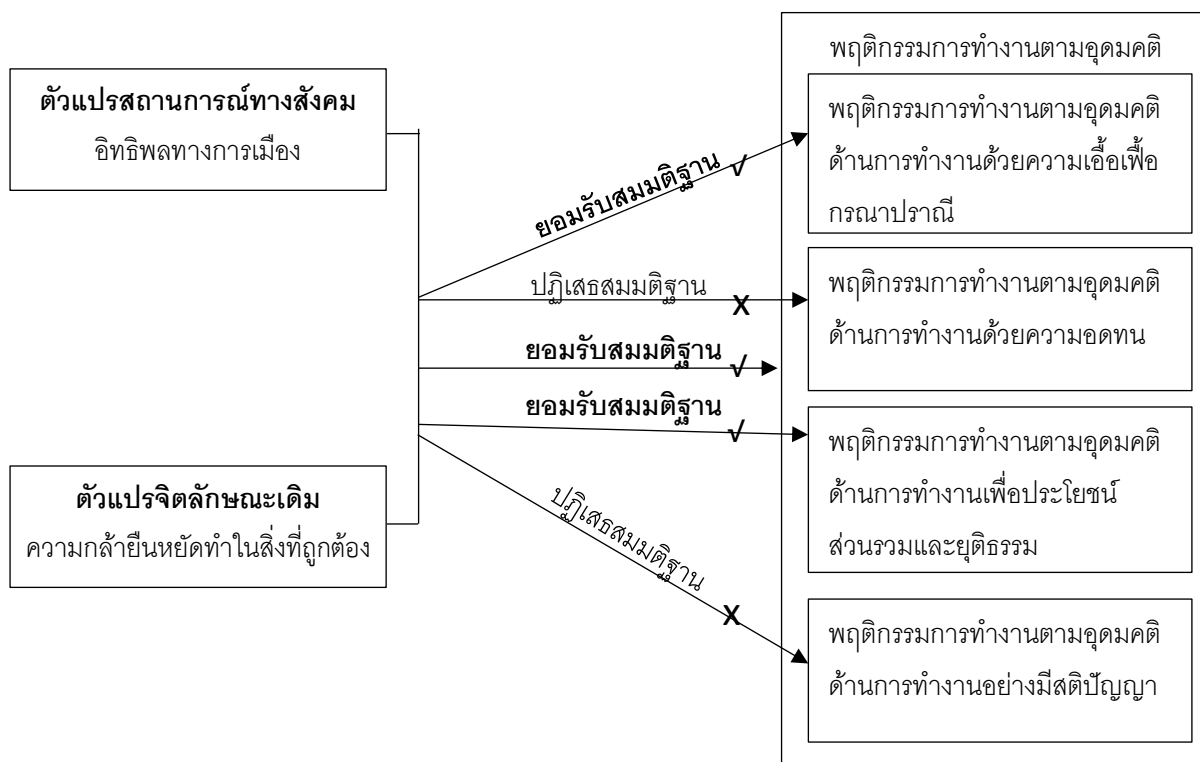 ตัวแปรสถานการณ์ทางสังคม
อิทธิพลทางการเมือง
ตัวแปรจิตลักษณะเดิม
ความกล้ายืนหยัดทำในสิ่งที่ถูกต้อง
ยอมรับสมมติฐาน √
ปฏิเสธสมมติฐาน X
ยอมรับสมมติฐาน √
ยอมรับสมมติฐาน √
ปฏิเสธสมมติฐาน X
พฤติกรรมการทำงานตามอุดมคติ
พฤติกรรมการทำงานตามอุดมคติ
ด้านการทำงานด้วยความเอื้อเฟื้อ
กรุณาปราณี
พฤติกรรมการทำงานตามอุดมคติ
ด้านการทำงานด้วยความอดทน
พฤติกรรมการทำงานตามอุดมคติ
ด้านการทำงานเพื่อประโยชน์
ส่วนรวมและยุติธรรม
พฤติกรรมการทำงานตามอุดมคติ
ด้านการทำงานอย่างมีสติปัญญา